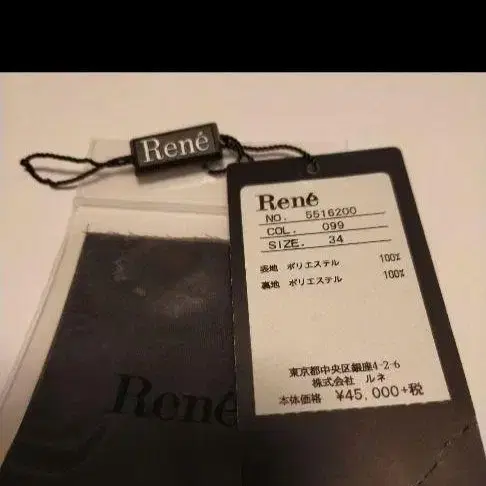 René
René
NO. 5516200
COL. 099
SIZE. 34
表地 ポリエステル 100%
裏地 ポリエステル 100%
東京都中央区銀座4-2-6
株式会社 ルネ
本体価格 ¥45,000+税
René